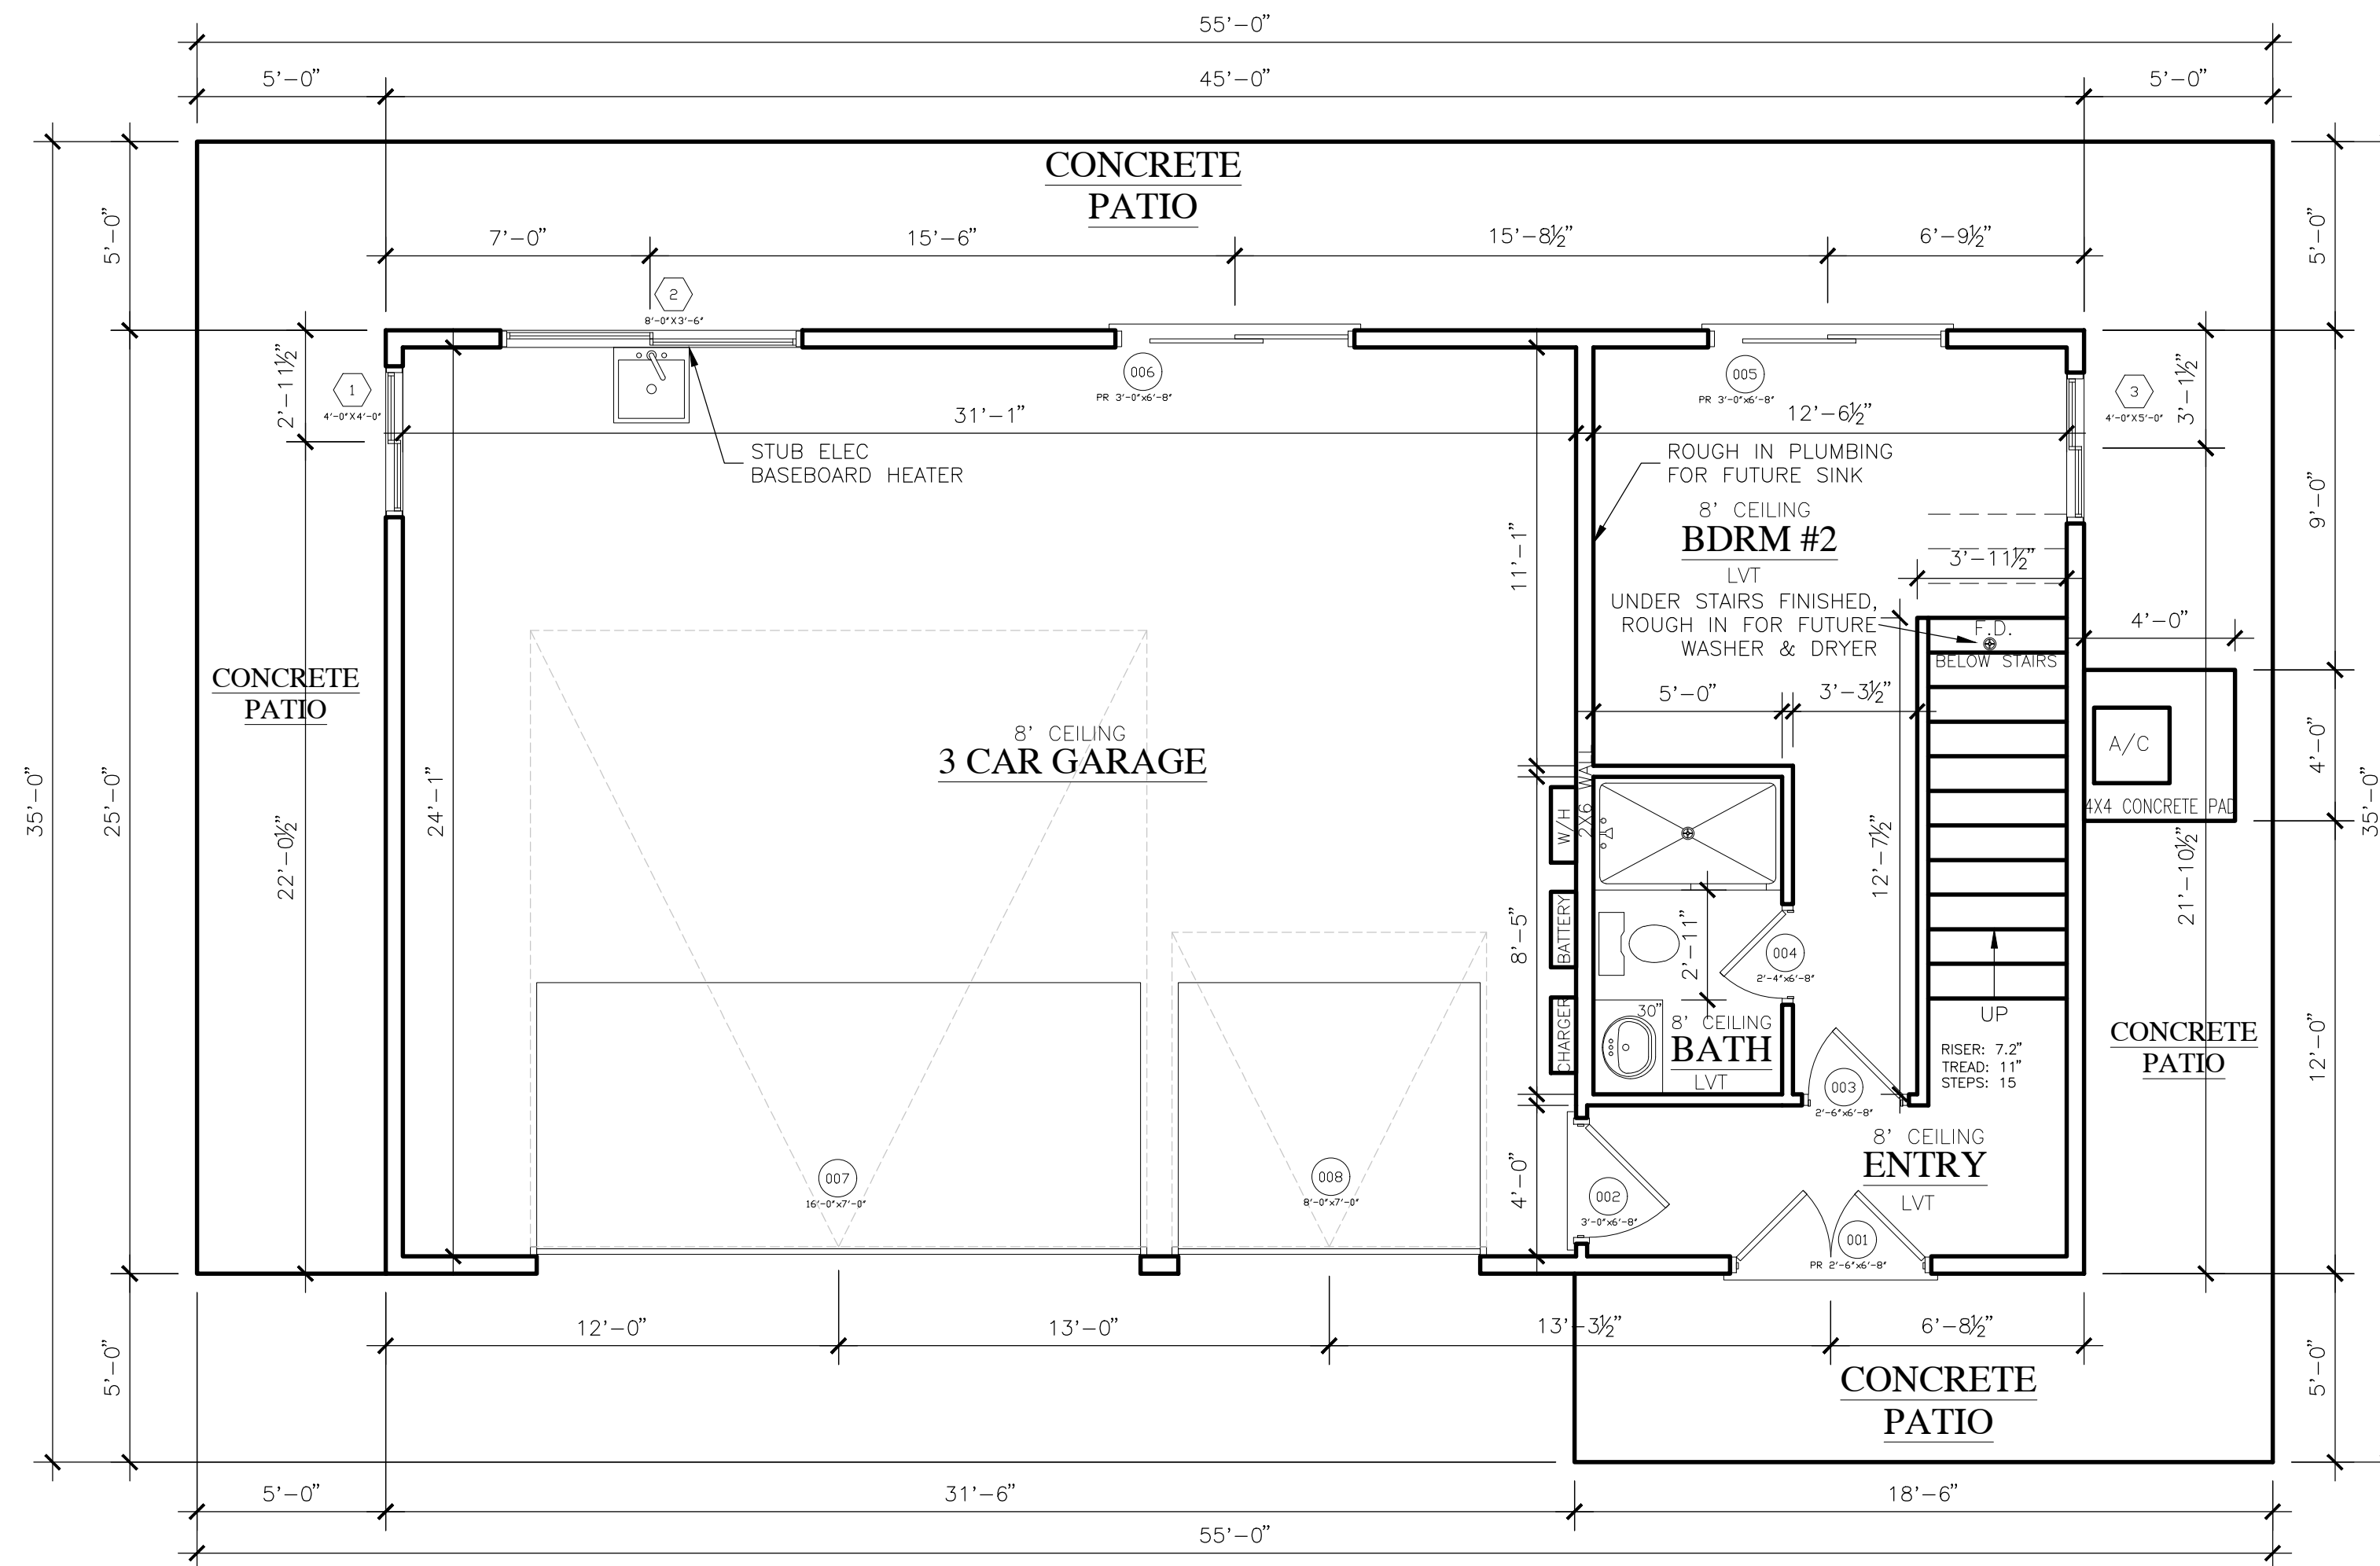 55'-0"
5'-0"
45'-0"
5'-0"
CONCRETE
PATIO
5'-0"
5'-0"
7'-0"
15'-6"
15'-8½"
6'-9½"
2
8'-0"X3'-6"
2'-11½"
1
4'-0"X4'-0"
006
PR 3'-0"x6'-8"
005
PR 3'-0"x6'-8"
3
4'-0"X5'-0"
3'-1½"
31'-1"
12'-6½"
STUB ELEC
BASEBOARD HEATER
ROUGH IN PLUMBING
FOR FUTURE SINK
8' CEILING
BDRM #2
LVT
9'-0"
11'-1"
3'-11½"
UNDER STAIRS FINISHED,
ROUGH IN FOR FUTURE
WASHER & DRYER
F.D.
BELOW STAIRS
4'-0"
CONCRETE
PATIO
5'-0"
3'-3½"
8' CEILING
3 CAR GARAGE
A/C
4'-0"
4X4 CONCRETE PAD
35'-0"
25'-0"
24'-1"
22'-0½"
2X6 WALL
W/H
12'-7½"
21'-10½"
35'-0"
BATTERY
8'-5"
2'-11"
004
2'-4"x6'-8"
CHARGER
30"
8' CEILING
BATH
LVT
UP
RISER: 7.2"
TREAD: 11"
STEPS: 15
CONCRETE
PATIO
12'-0"
003
2'-6"x6'-8"
8' CEILING
ENTRY
LVT
4'-0"
007
16'-0"x7'-0"
008
8'-0"x7'-0"
002
3'-0"x6'-8"
001
PR 2'-6"x6'-8"
12'-0"
13'-0"
13'-3½"
6'-8½"
5'-0"
5'-0"
CONCRETE
PATIO
5'-0"
31'-6"
18'-6"
55'-0"